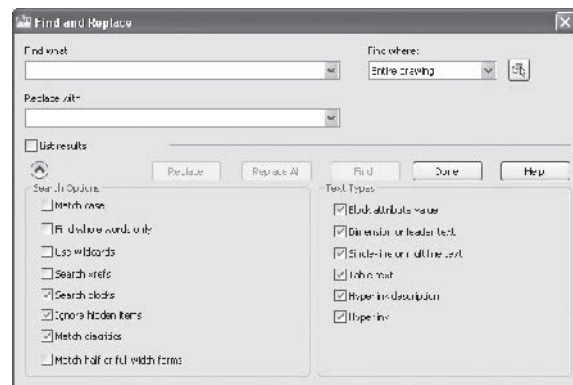 Find and Replace
Find what:
Find where:
Entire drawing
Replace with:
List results
Replace
Replace All
Find
Done
Help
Search Options
Match case
Find whole words only
Use wildcards
Search xrefs
Search blocks
Ignore hidden items
Match diacritics
Match half or full width forms
Text Types
Block attribute value
Dimension or leader text
Single-line or multiline text
Table text
Hyperlink description
Hyperlink